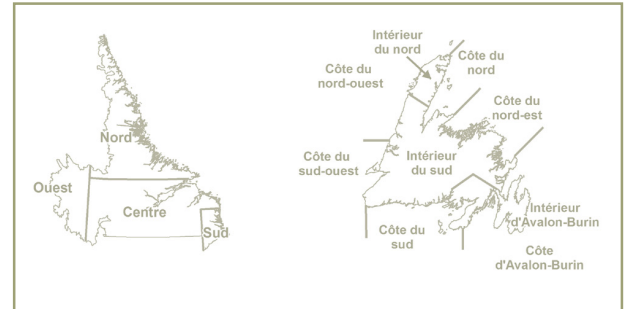 Nord
Ouest
Centre
Sud
Intérieur
du nord
Côte du
nord
Côte du
nord-ouest
Côte du
nord-est
Côte du
sud-ouest
Intérieur
du sud
Intérieur
d'Avalon-Burin
Côte du
sud
Côte
d'Avalon-Burin